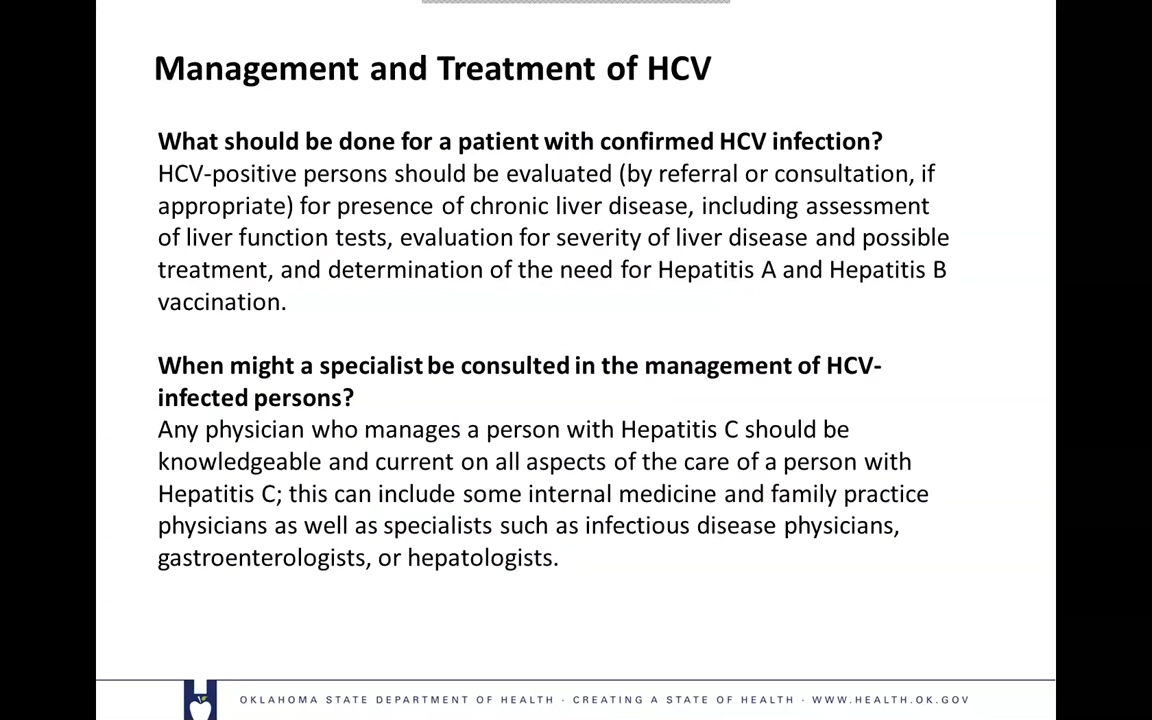 Management and Treatment of HCV
What should be done for a patient with confirmed HCV infection?
HCV-positive persons should be evaluated (by referral or consultation, if
appropriate) for presence of chronic liver disease, including assessment
of liver function tests, evaluation for severity of liver disease and possible
treatment, and determination of the need for Hepatitis A and Hepatitis B
vaccination.
When might a specialist be consulted in the management of HCV-
infected persons?
Any physician who manages a person with Hepatitis C should be
knowledgeable and current on all aspects of the care of a person with
Hepatitis C; this can include some internal medicine and family practice
physicians as well as specialists such as infectious disease physicians,
gastroenterologists, or hepatologists.
OKLAHOMA STATE DEPARTMENT OF HEALTH · CREATING A STATE OF HEALTH · WWW.HEALTH.OK.GOV